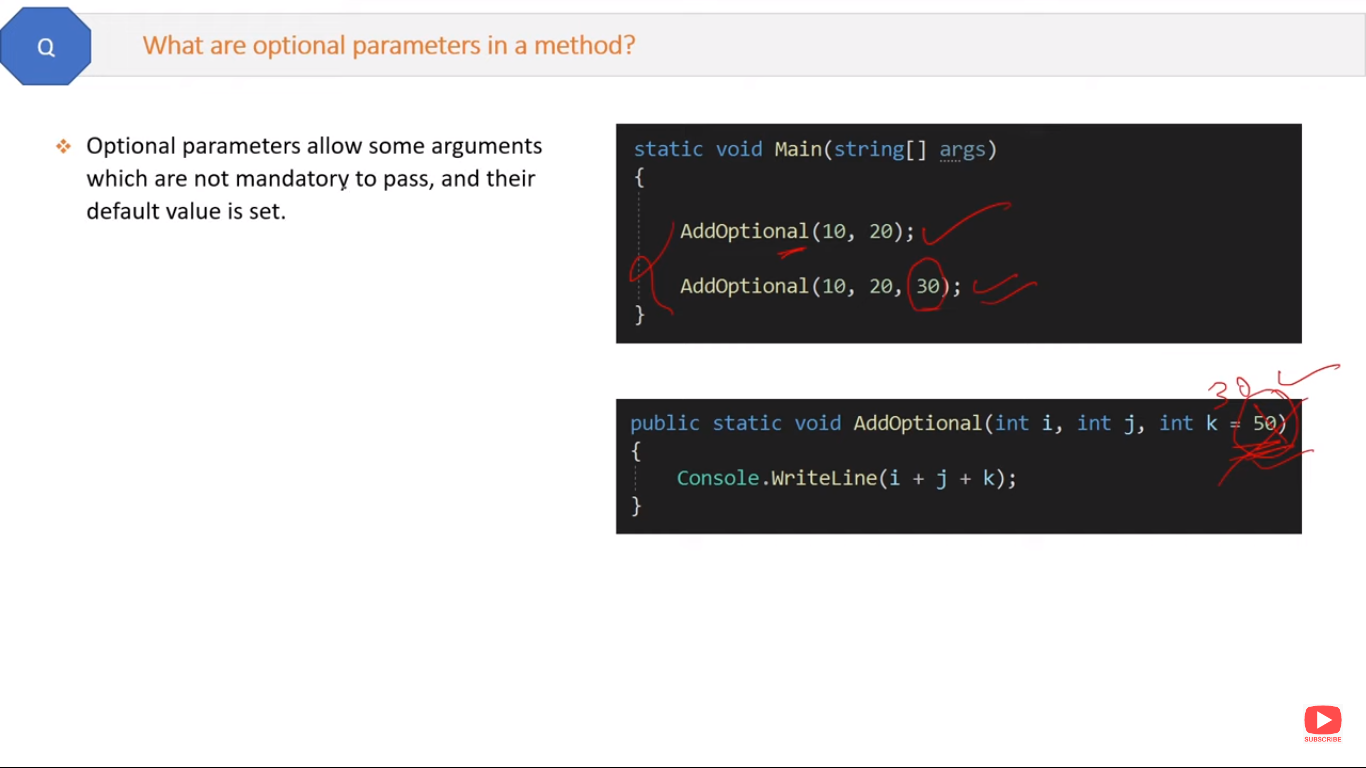 Q
What are optional parameters in a method?
Optional parameters allow some arguments
which are not mandatory to pass, and their
default value is set.
static void Main(string[] args)
{
AddOptional(10, 20);
AddOptional(10, 20, 30);
}
30
public static void AddOptional(int i, int j, int k = 50)
{
Console.WriteLine(i + j + k);
}
SUBSCRIBE